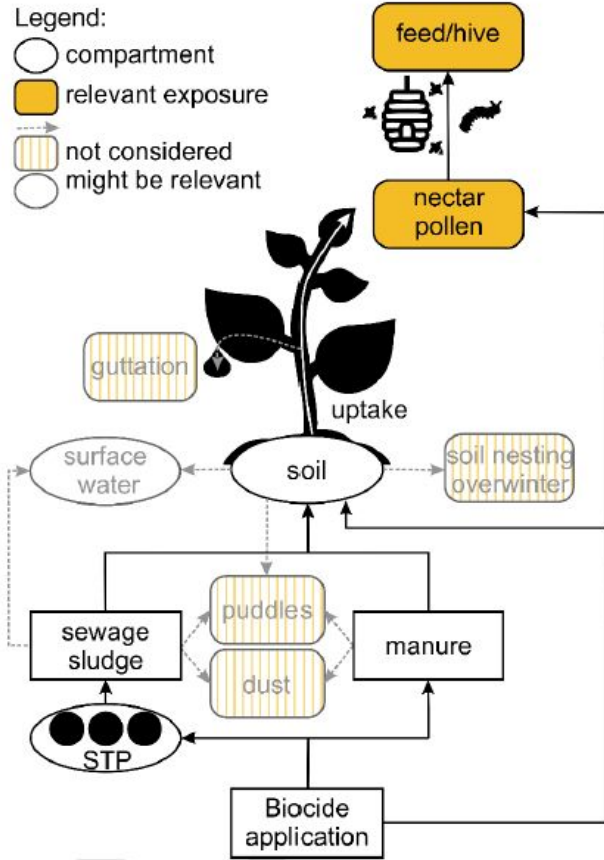 Legend:
compartment
relevant exposure
not considered
might be relevant
feed/hive
nectar
pollen
guttation
uptake
surface
water
soil
soil nesting
overwinter
sewage
sludge
puddles
dust
manure
STP
Biocide
application